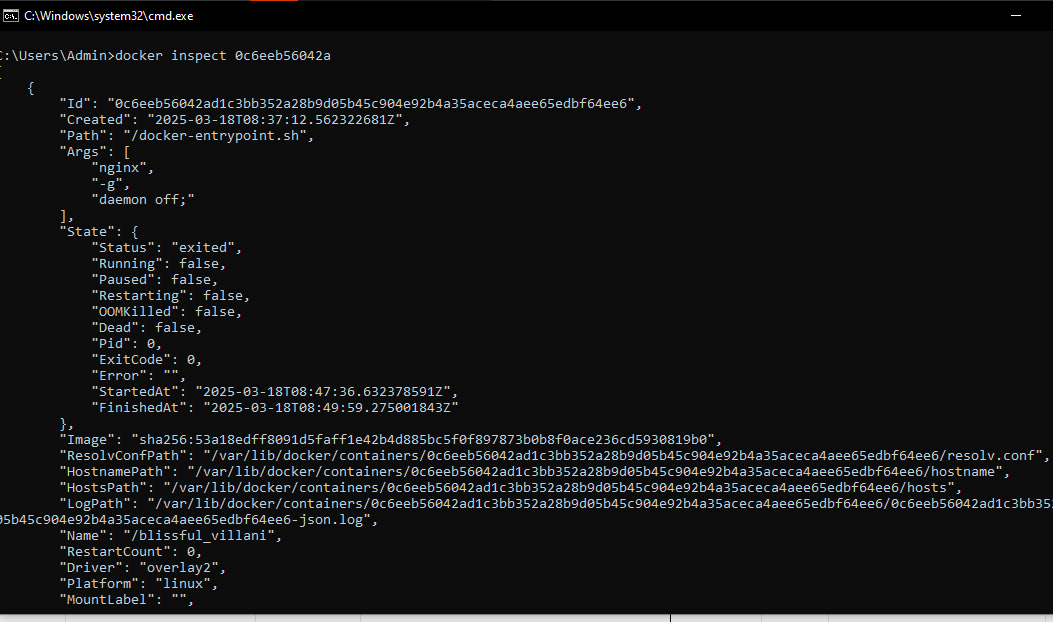 C:\Windows\system32\cmd.exe
C:\Users\Admin>docker inspect 0c6eeb56042a
[
    {
        "Id": "0c6eeb56042ad1c3bb352a28b9d05b45c904e92b4a35aceca4aee65edbf64ee6",
        "Created": "2025-03-18T08:37:12.562322681Z",
        "Path": "/docker-entrypoint.sh",
        "Args": [
            "nginx",
            "-g",
            "daemon off;"
        ],
        "State": {
            "Status": "exited",
            "Running": false,
            "Paused": false,
            "Restarting": false,
            "OOMKilled": false,
            "Dead": false,
            "Pid": 0,
            "ExitCode": 0,
            "Error": "",
            "StartedAt": "2025-03-18T08:47:36.632378591Z",
            "FinishedAt": "2025-03-18T08:49:59.275001843Z"
        },
        "Image": "sha256:53a18edff8091d5faff1e42b4d885bc5f0f897873b0b8f0ace236cd5930819b0",
        "ResolvConfPath": "/var/lib/docker/containers/0c6eeb56042ad1c3bb352a28b9d05b45c904e92b4a35aceca4aee65edbf64ee6/resolv.conf",
        "HostnamePath": "/var/lib/docker/containers/0c6eeb56042ad1c3bb352a28b9d05b45c904e92b4a35aceca4aee65edbf64ee6/hostname",
        "HostsPath": "/var/lib/docker/containers/0c6eeb56042ad1c3bb352a28b9d05b45c904e92b4a35aceca4aee65edbf64ee6/hosts",
        "LogPath": "/var/lib/docker/containers/0c6eeb56042ad1c3bb352a28b9d05b45c904e92b4a35aceca4aee65edbf64ee6/0c6eeb56042ad1c3bb352
05b45c904e92b4a35aceca4aee65edbf64ee6-json.log",
        "Name": "/blissful_villani",
        "RestartCount": 0,
        "Driver": "overlay2",
        "Platform": "linux",
        "MountLabel": "",